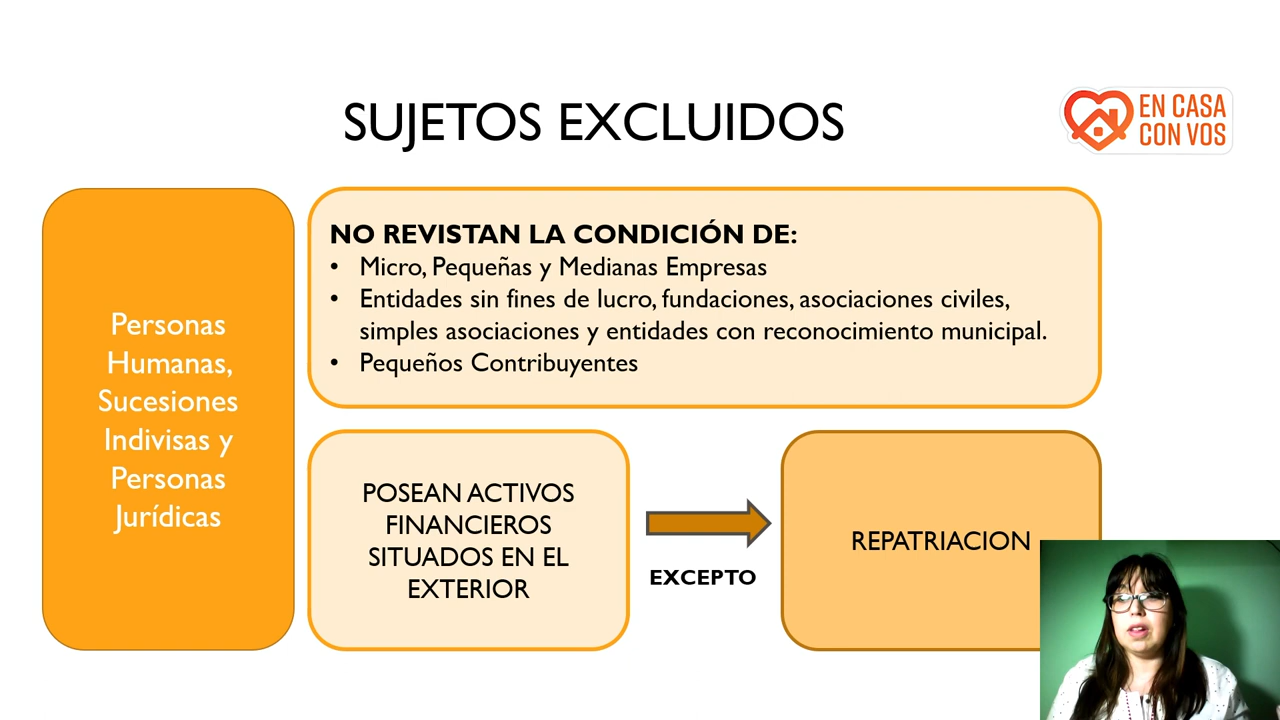 SUJETOS EXCLUIDOS
EN CASA
CON VOS
Personas
Humanas,
Sucesiones
Indivisas y
Personas
Jurídicas
NO REVISTAN LA CONDICIÓN DE:
• Micro, Pequeñas y Medianas Empresas
• Entidades sin fines de lucro, fundaciones, asociaciones civiles,
simples asociaciones y entidades con reconocimiento municipal.
• Pequeños Contribuyentes
POSEAN ACTIVOS
FINANCIEROS
SITUADOS EN EL
EXTERIOR
EXCEPTO
REPATRIACION